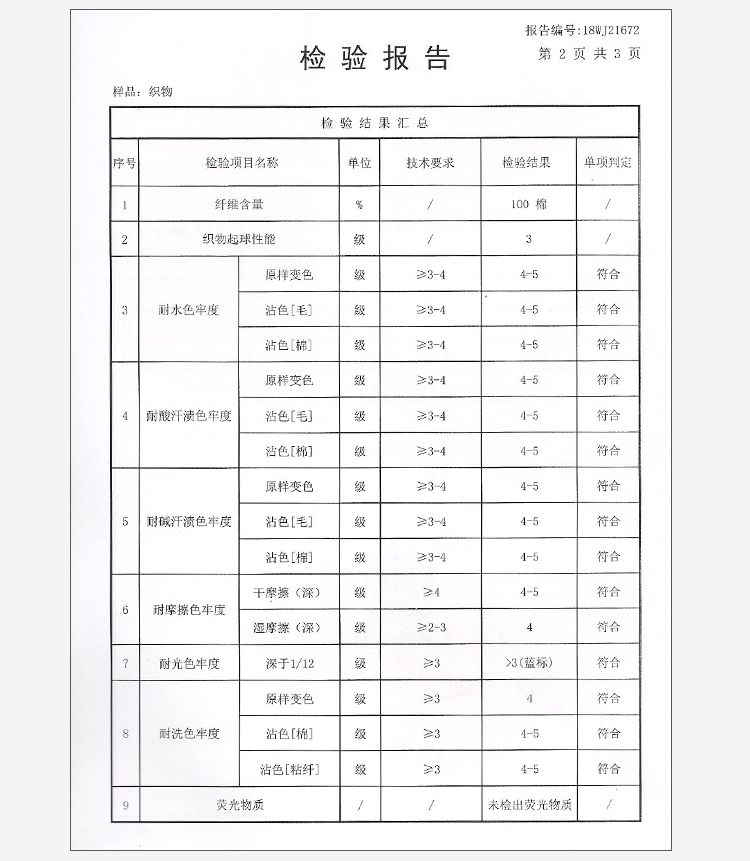 报告编号:18WJ21672
检验报告
第 2 页 共 3 页
样品：织物
检验结果汇总
序号 检验项目名称 单位 技术要求 检验结果 单项判定
1 纤维含量 % / 100 棉 /
2 织物起球性能 级 / 3 /
原样变色 级 ≥3-4 4-5 符合
3 耐水色牢度 沾色[毛] 级 ≥3-4 4-5 符合
沾色[棉] 级 ≥3-4 4-5 符合
原样变色 级 ≥3-4 4-5 符合
4 耐酸汗渍色牢度 沾色[毛] 级 ≥3-4 4-5 符合
沾色[棉] 级 ≥3-4 4-5 符合
原样变色 级 ≥3-4 4-5 符合
5 耐碱汗渍色牢度 沾色[毛] 级 ≥3-4 4-5 符合
沾色[棉] 级 ≥3-4 4-5 符合
6 耐摩擦色牢度 干摩擦（深） 级 ≥4 4-5 符合
湿摩擦（深） 级 ≥2-3 4 符合
7 耐光色牢度 深于1/12 级 ≥3 >3(蓝标) 符合
原样变色 级 ≥3 4 符合
8 耐洗色牢度 沾色[棉] 级 ≥3 4-5 符合
沾色[粘纤] 级 ≥3 4-5 符合
9 荧光物质 / / 未检出荧光物质 /